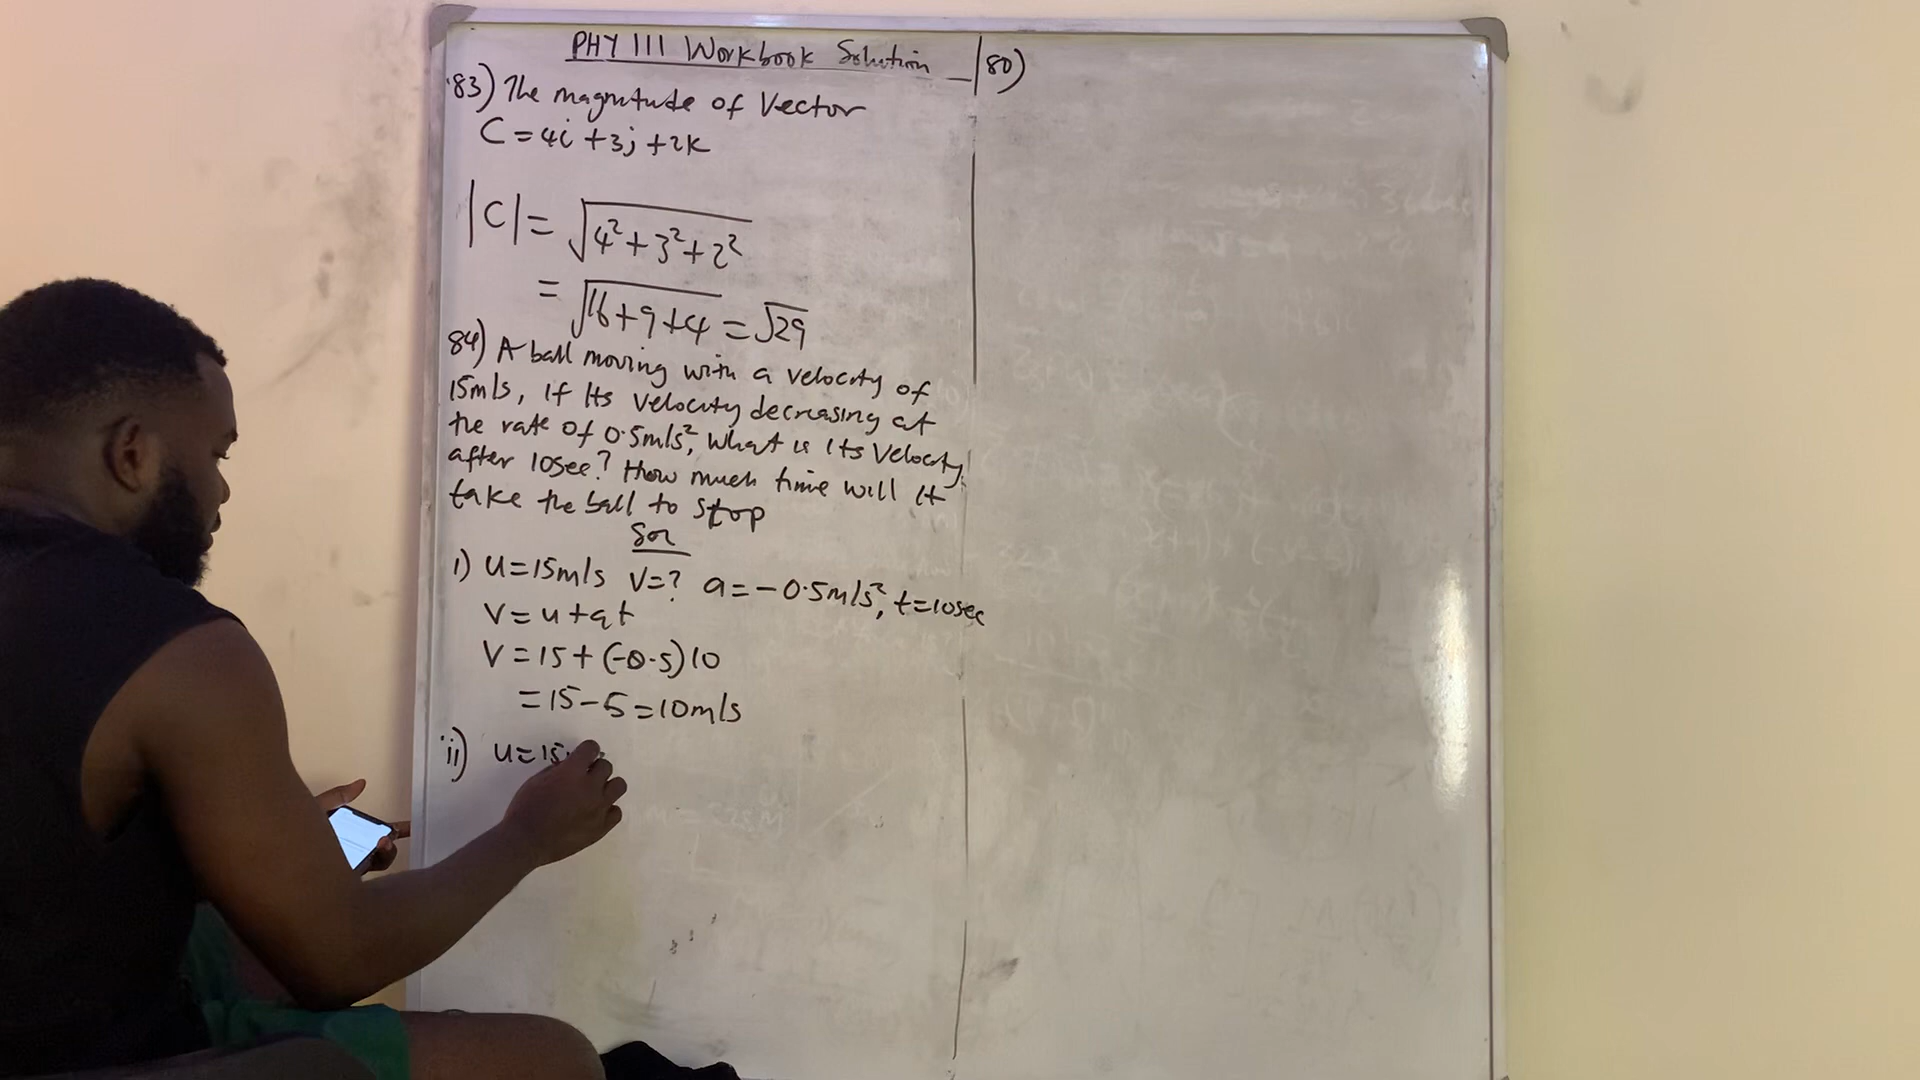 PHY 111 Workbook Solution
83) The magnitude of Vector
C = 4i + 3j + 2k
|C| = √4² + 3² + 2²
= √16 + 9 + 4 = √29
84) A ball moving with a velocity of
15m/s, If Its velocity decreasing at
the rate of 0.5m/s², What is Its Velocity
after 10sec? How much time will It
take the ball to stop
Sol
i) u = 15m/s V = ? a = -0.5m/s², t = 10sec
V = u + at
V = 15 + (-0.5)10
= 15 - 5 = 10m/s
ii) u = 15
80)